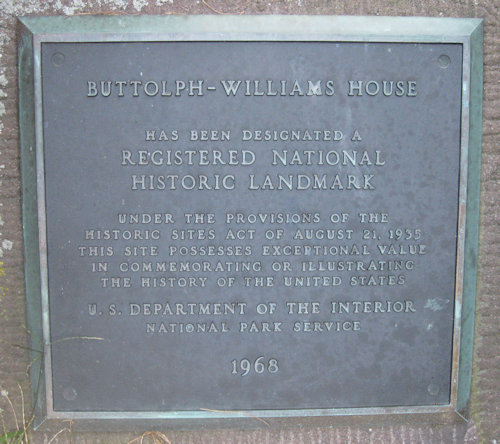 BUTTOLPH-WILLIAMS HOUSE
HAS BEEN DESIGNATED A
REGISTERED NATIONAL
HISTORIC LANDMARK
UNDER THE PROVISIONS OF THE
HISTORIC SITES ACT OF AUGUST 21, 1935
THIS SITE POSSESSES EXCEPTIONAL VALUE
IN COMMEMORATING OR ILLUSTRATING
THE HISTORY OF THE UNITED STATES
U. S. DEPARTMENT OF THE INTERIOR
NATIONAL PARK SERVICE
1968